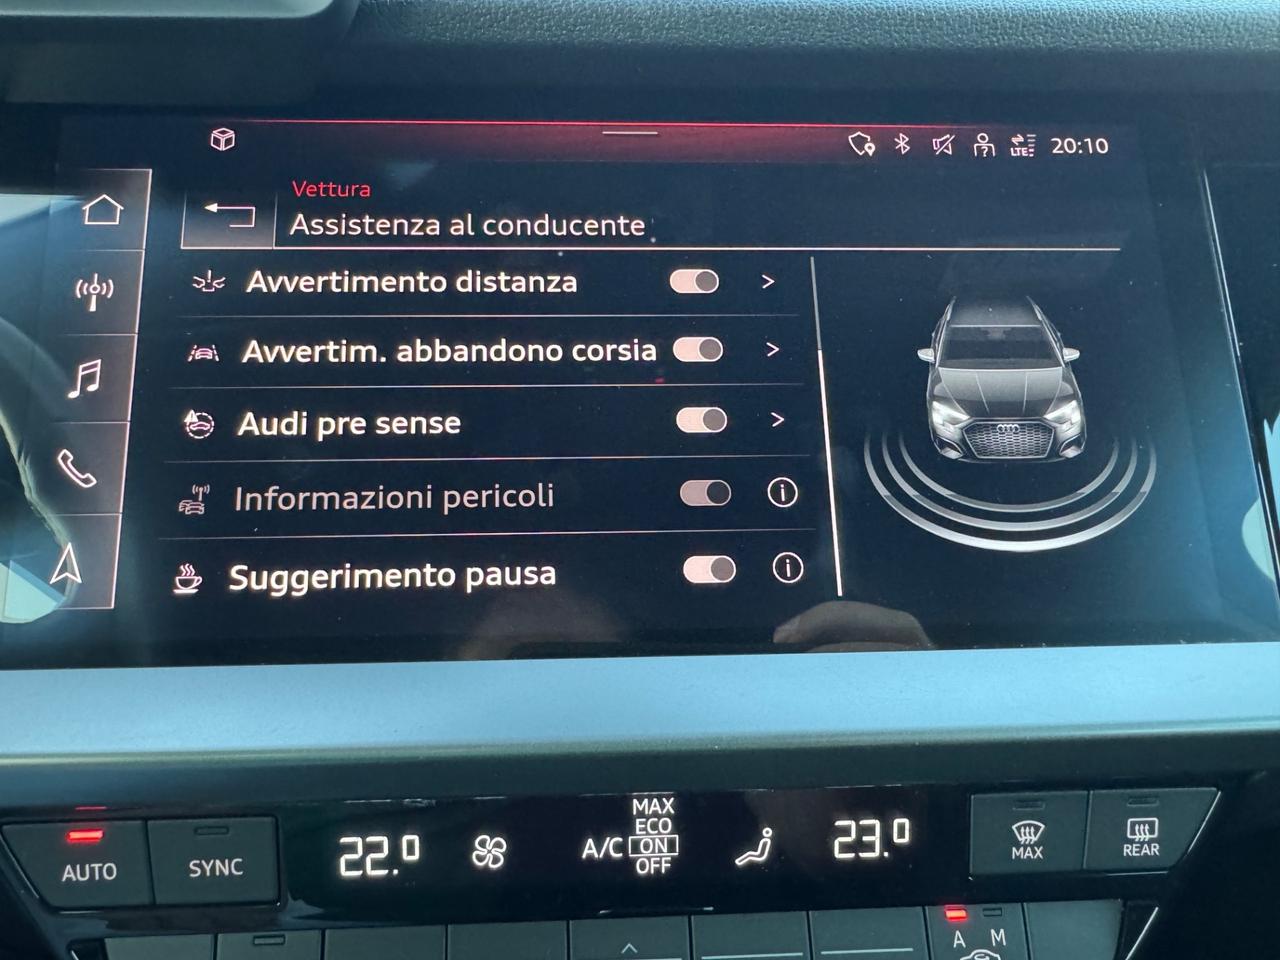 LTE 20:10
Vettura
Assistenza al conducente
Avvertimento distanza
Avvertim. abbandono corsia
Audi pre sense
Informazioni pericoli
Suggerimento pausa
AUTO
SYNC
22.0
A/C
MAX
ECO
ON
OFF
23.0
MAX
REAR
A M